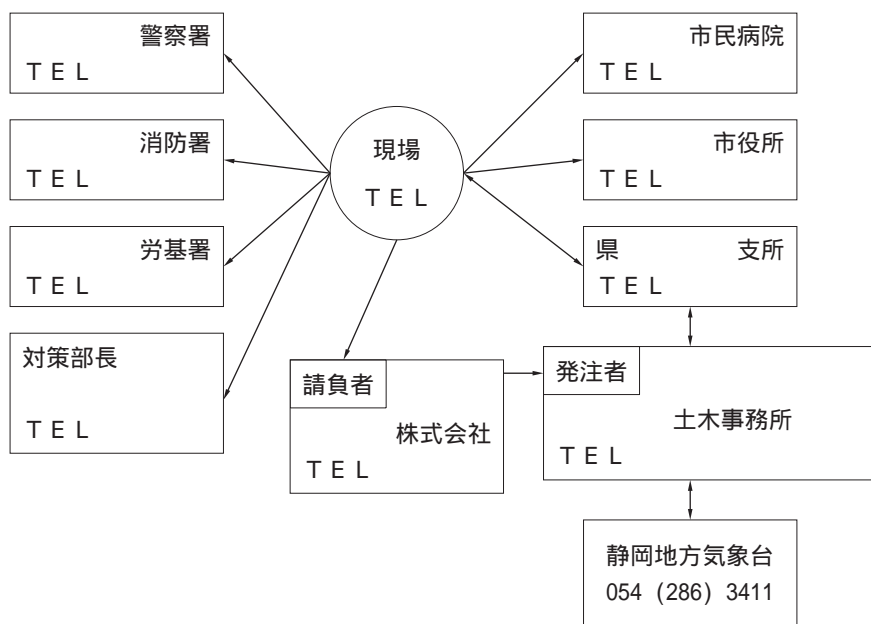 警察署
ＴＥＬ
消防署
ＴＥＬ
労基署
ＴＥＬ
対策部長
ＴＥＬ
現場
ＴＥＬ
市民病院
ＴＥＬ
市役所
ＴＥＬ
県　支所
ＴＥＬ
請負者
株式会社
ＴＥＬ
発注者
土木事務所
ＴＥＬ
静岡地方気象台
054 (286) 3411